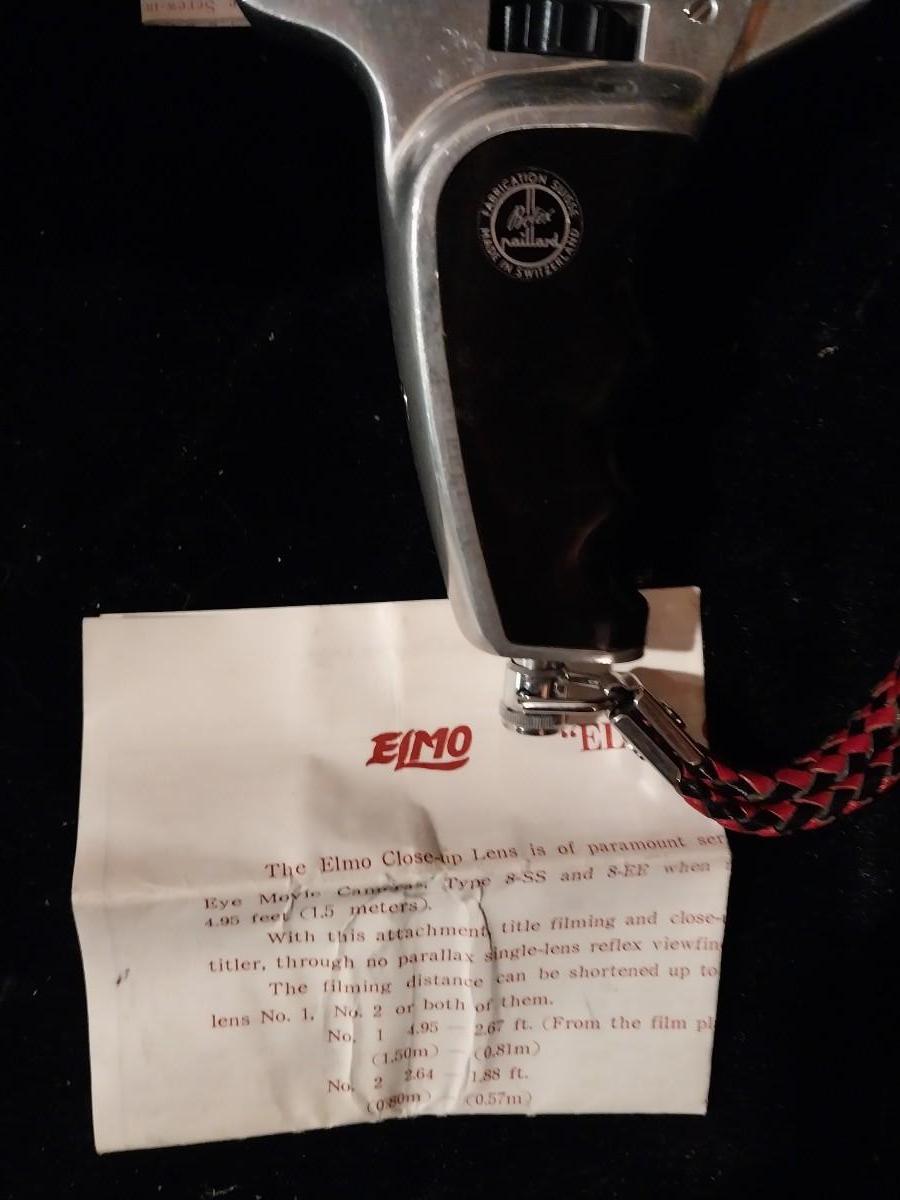 Screw-in
FABRICATION SUISSE
Bolex
paillard
MADE IN SWITZERLAND
ELMO
“EL
The Elmo Close-up Lens is of paramount ser
Eye Movie Cameras, Type 8-SS and 8-EE when
4.95 feet (1.5 meters).
With this attachment, title filming and close-
titler, through no parallax single-lens reflex viewfin
The filming distance can be shortened up to
lens No. 1, No. 2 or both of them.
No. 1 4.95 — 2.67 ft. (From the film pl
(1.50m) — (0.81m)
No. 2 2.64 — 1.88 ft.
(0.80m) — (0.57m)